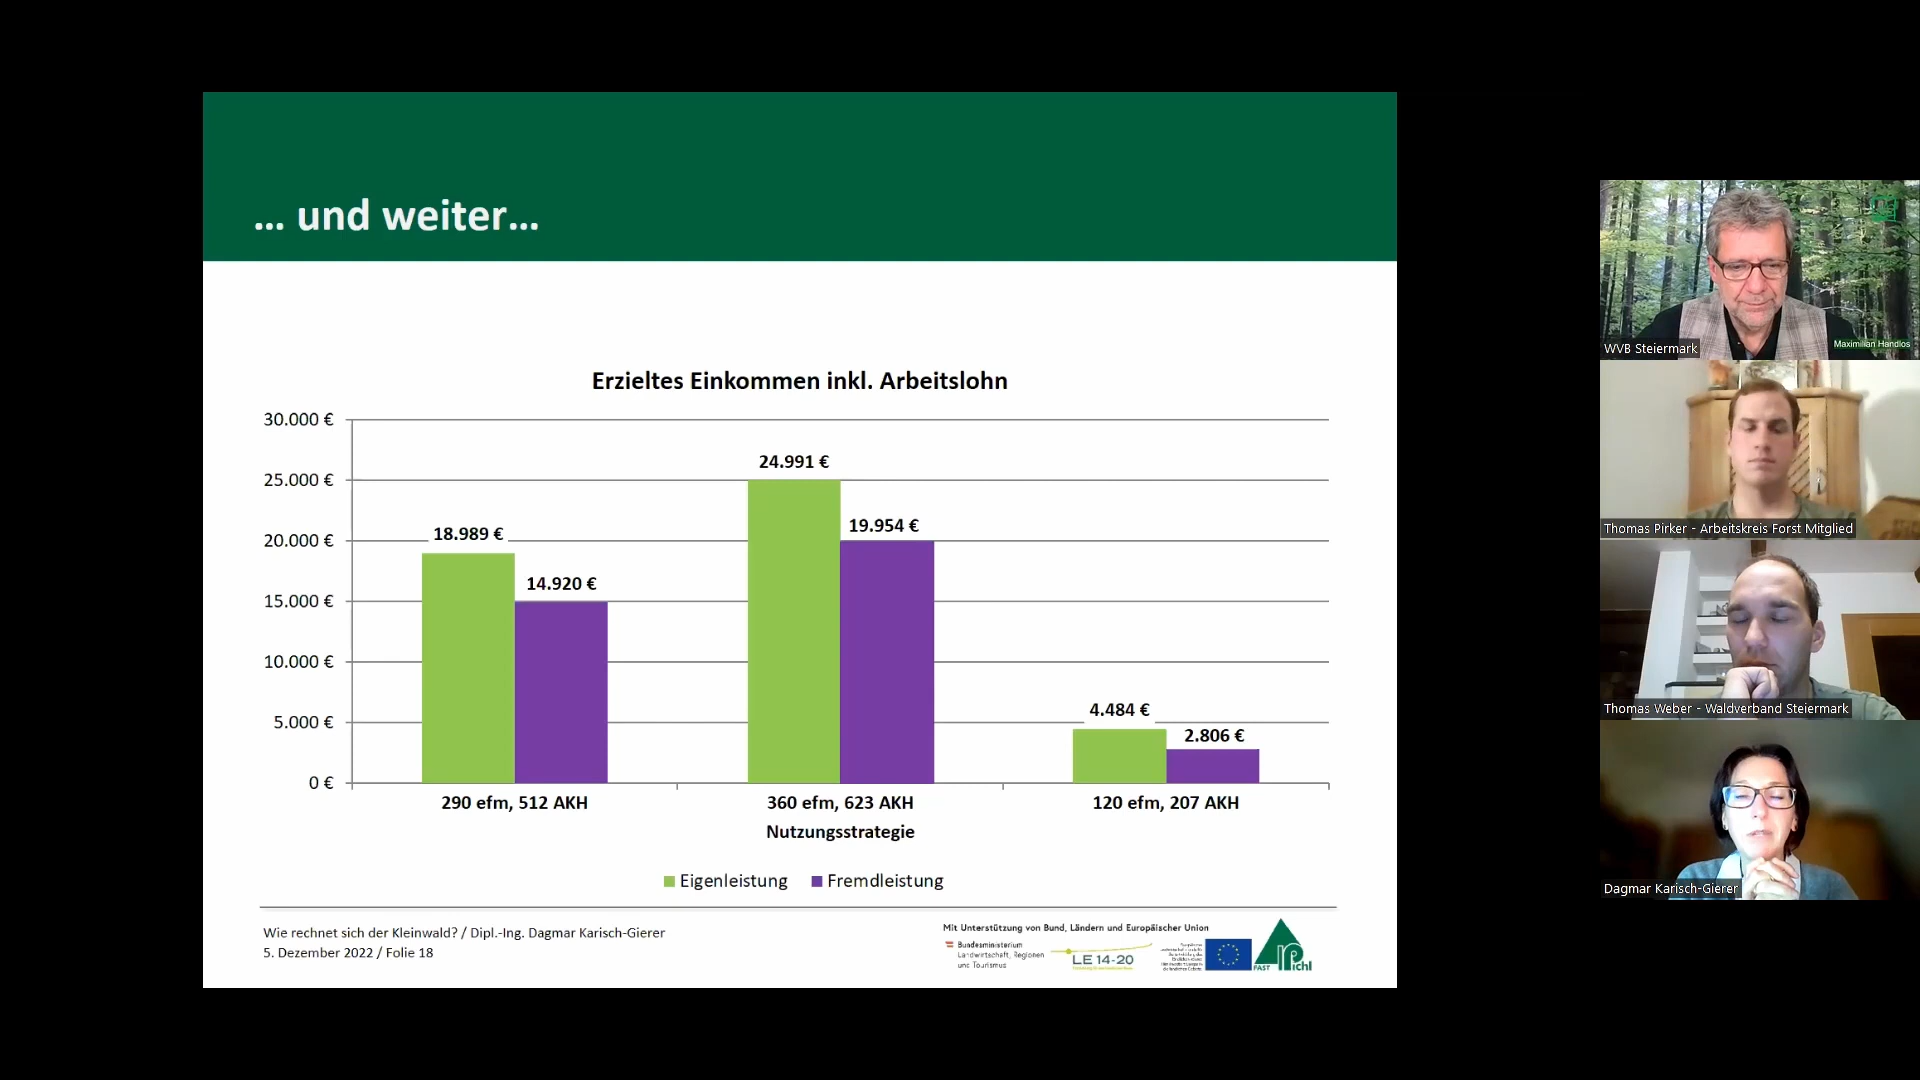 ... und weiter...
Erzieltes Einkommen inkl. Arbeitslohn
30.000 €
25.000 €
20.000 €
15.000 €
10.000 €
5.000 €
0 €
18.989 €
14.920 €
24.991 €
19.954 €
4.484 €
2.806 €
290 efm, 512 AKH
360 efm, 623 AKH
120 efm, 207 AKH
Nutzungsstrategie
Eigenleistung
Fremdleistung
Wie rechnet sich der Kleinwald? / Dipl.-Ing. Dagmar Karisch-Gierer
5. Dezember 2022 / Folie 18
Mit Unterstützung von Bund, Ländern und Europäischer Union
Bundesministerium
Landwirtschaft, Regionen
und Tourismus
LE 14-20
FAST Pichl
WVB Steiermark
Maximilian Handlos
Thomas Pirker - Arbeitskreis Forst Mitglied
Thomas Weber - Waldverband Steiermark
Dagmar Karisch-Gierer